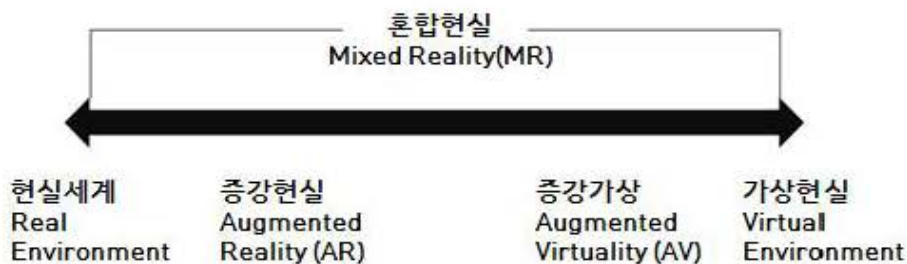 혼합현실
Mixed Reality(MR)
현실세계
Real
Environment
증강현실
Augmented
Reality (AR)
증강가상
Augmented
Virtuality (AV)
가상현실
Virtual
Environment